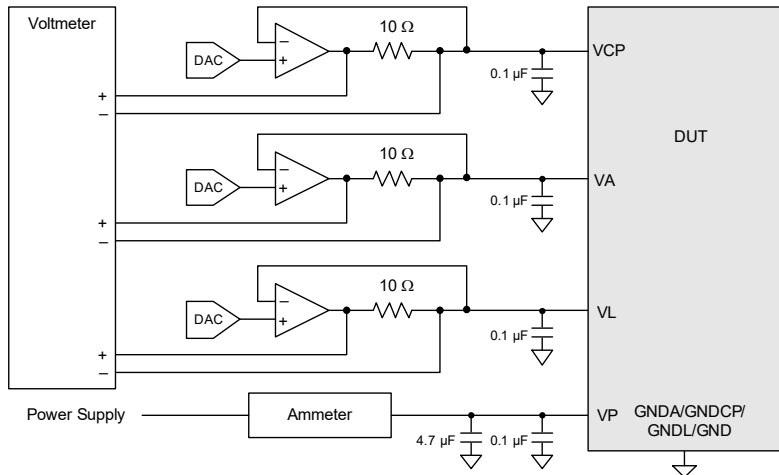 Voltmeter
10 Ω
DAC
−
+
VCP
0.1 µF
+
−
DUT
10 Ω
DAC
−
+
VA
0.1 µF
+
−
10 Ω
DAC
−
+
VL
0.1 µF
+
−
Power Supply
Ammeter
VP
4.7 µF
0.1 µF
GNDA/GNDCP/
GNDL/GND